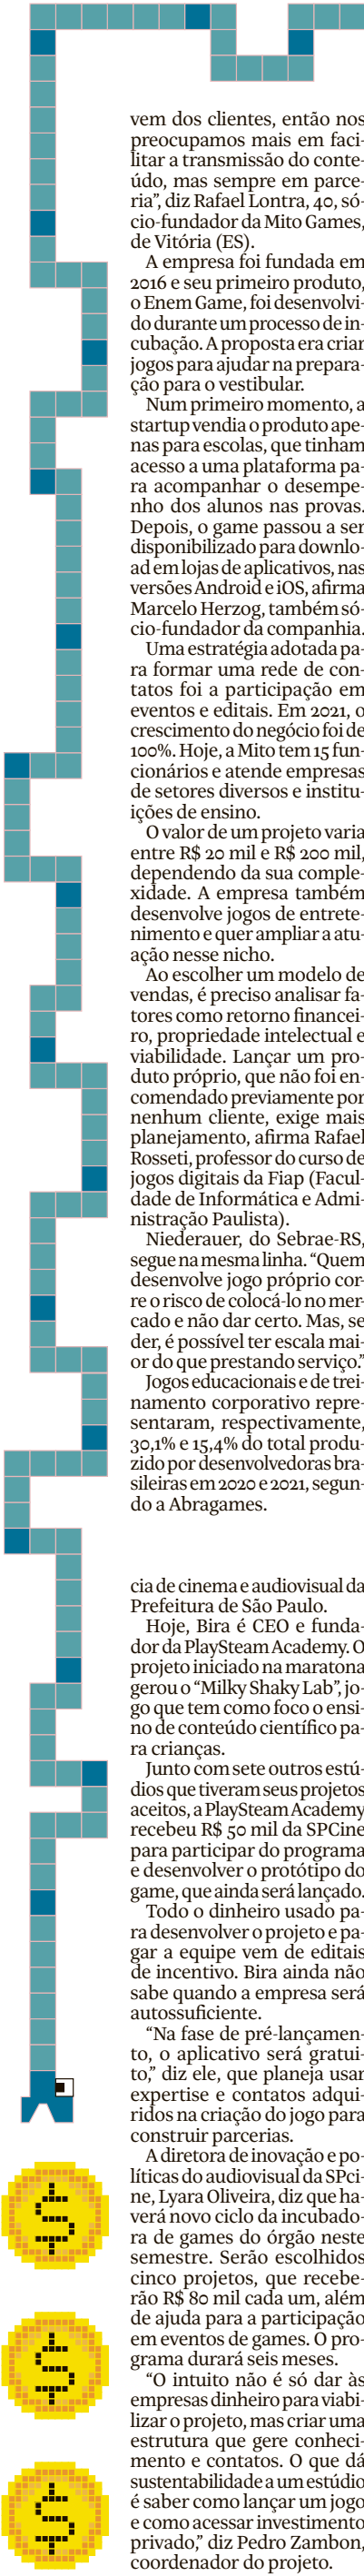 vem dos clientes, então nos
preocupamos mais em faci-
litar a transmissão do conte-
údo, mas sempre em parce-
ria”, diz Rafael Lontra, 40, só-
cio-fundador da Mito Games,
de Vitória (ES).
A empresa foi fundada em
2016 e seu primeiro produto,
o Enem Game, foi desenvolvi-
do durante um processo de in-
cubação. A proposta era criar
jogos para ajudar na prepara-
ção para o vestibular.
Num primeiro momento, a
startup vendia o produto ape-
nas para escolas, que tinham
acesso a uma plataforma pa-
ra acompanhar o desempe-
nho dos alunos nas provas.
Depois, o game passou a ser
disponibilizado para downlo-
ad em lojas de aplicativos, nas
versões Android e iOS, afirma
Marcelo Herzog, também só-
cio-fundador da companhia.
Uma estratégia adotada pa-
ra formar uma rede de con-
tatos foi a participação em
eventos e editais. Em 2021, o
crescimento do negócio foi de
100%. Hoje, a Mito tem 15 fun-
cionários e atende empresas
de setores diversos e institu-
ições de ensino.
O valor de um projeto varia
entre R$ 20 mil e R$ 200 mil,
dependendo da sua comple-
xidade. A empresa também
desenvolve jogos de entrete-
nimento e quer ampliar a atu-
ação nesse nicho.
Ao escolher um modelo de
vendas, é preciso analisar fa-
tores como retorno financei-
ro, propriedade intelectual e
viabilidade. Lançar um pro-
duto próprio, que não foi en-
comendado previamente por
nenhum cliente, exige mais
planejamento, afirma Rafael
Rosseti, professor do curso de
jogos digitais da Fiap (Facul-
dade de Informática e Admi-
nistração Paulista).
Niederauer, do Sebrae-RS,
segue na mesma linha. “Quem
desenvolve jogo próprio cor-
re o risco de colocá-lo no mer-
cado e não dar certo. Mas, se
der, é possível ter escala mai-
or do que prestando serviço.”
Jogos educacionais e de trei-
namento corporativo repre-
sentaram, respectivamente,
30,1% e 15,4% do total produ-
zido por desenvolvedoras bra-
sileiras em 2020 e 2021, segun-
do a Abragames.
cia de cinema e audiovisual da
Prefeitura de São Paulo.
Hoje, Bira é CEO e funda-
dor da PlaySteam Academy. O
projeto iniciado na maratona
gerou o “Milky Shaky Lab”, jo-
go que tem como foco o ensi-
no de conteúdo científico pa-
ra crianças.
Junto com sete outros estú-
dios que tiveram seus projetos
aceitos, a PlaySteam Academy
recebeu R$ 50 mil da SPCine
para participar do programa
e desenvolver o protótipo do
game, que ainda será lançado.
Todo o dinheiro usado pa-
ra desenvolver o projeto e pa-
gar a equipe vem de editais
de incentivo. Bira ainda não
sabe quando a empresa será
autossuficiente.
“Na fase de pré-lançamen-
to, o aplicativo será gratui-
to,” diz ele, que planeja usar
expertise e contatos adqui-
ridos na criação do jogo para
construir parcerias.
A diretora de inovação e po-
líticas do audiovisual da SPci-
ne, Lyara Oliveira, diz que ha-
verá novo ciclo da incubado-
ra de games do órgão neste
semestre. Serão escolhidos
cinco projetos, que recebe-
rão R$ 80 mil cada um, além
de ajuda para a participação
em eventos de games. O pro-
grama durará seis meses.
“O intuito não é só dar às
empresas dinheiro para viabi-
lizar o projeto, mas criar uma
estrutura que gere conheci-
mento e contatos. O que dá
sustentabilidade a um estúdio
é saber como lançar um jogo
e como acessar investimento
privado,” diz Pedro Zambon,
coordenador do projeto.